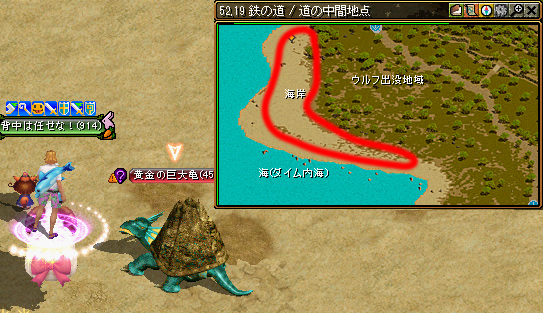 52,19 鉄の道 / 道の中間地点
ウルフ出没地域
海岸
背中は任せな!(914)
黄金の巨大亀(45
海(ダイム内海)